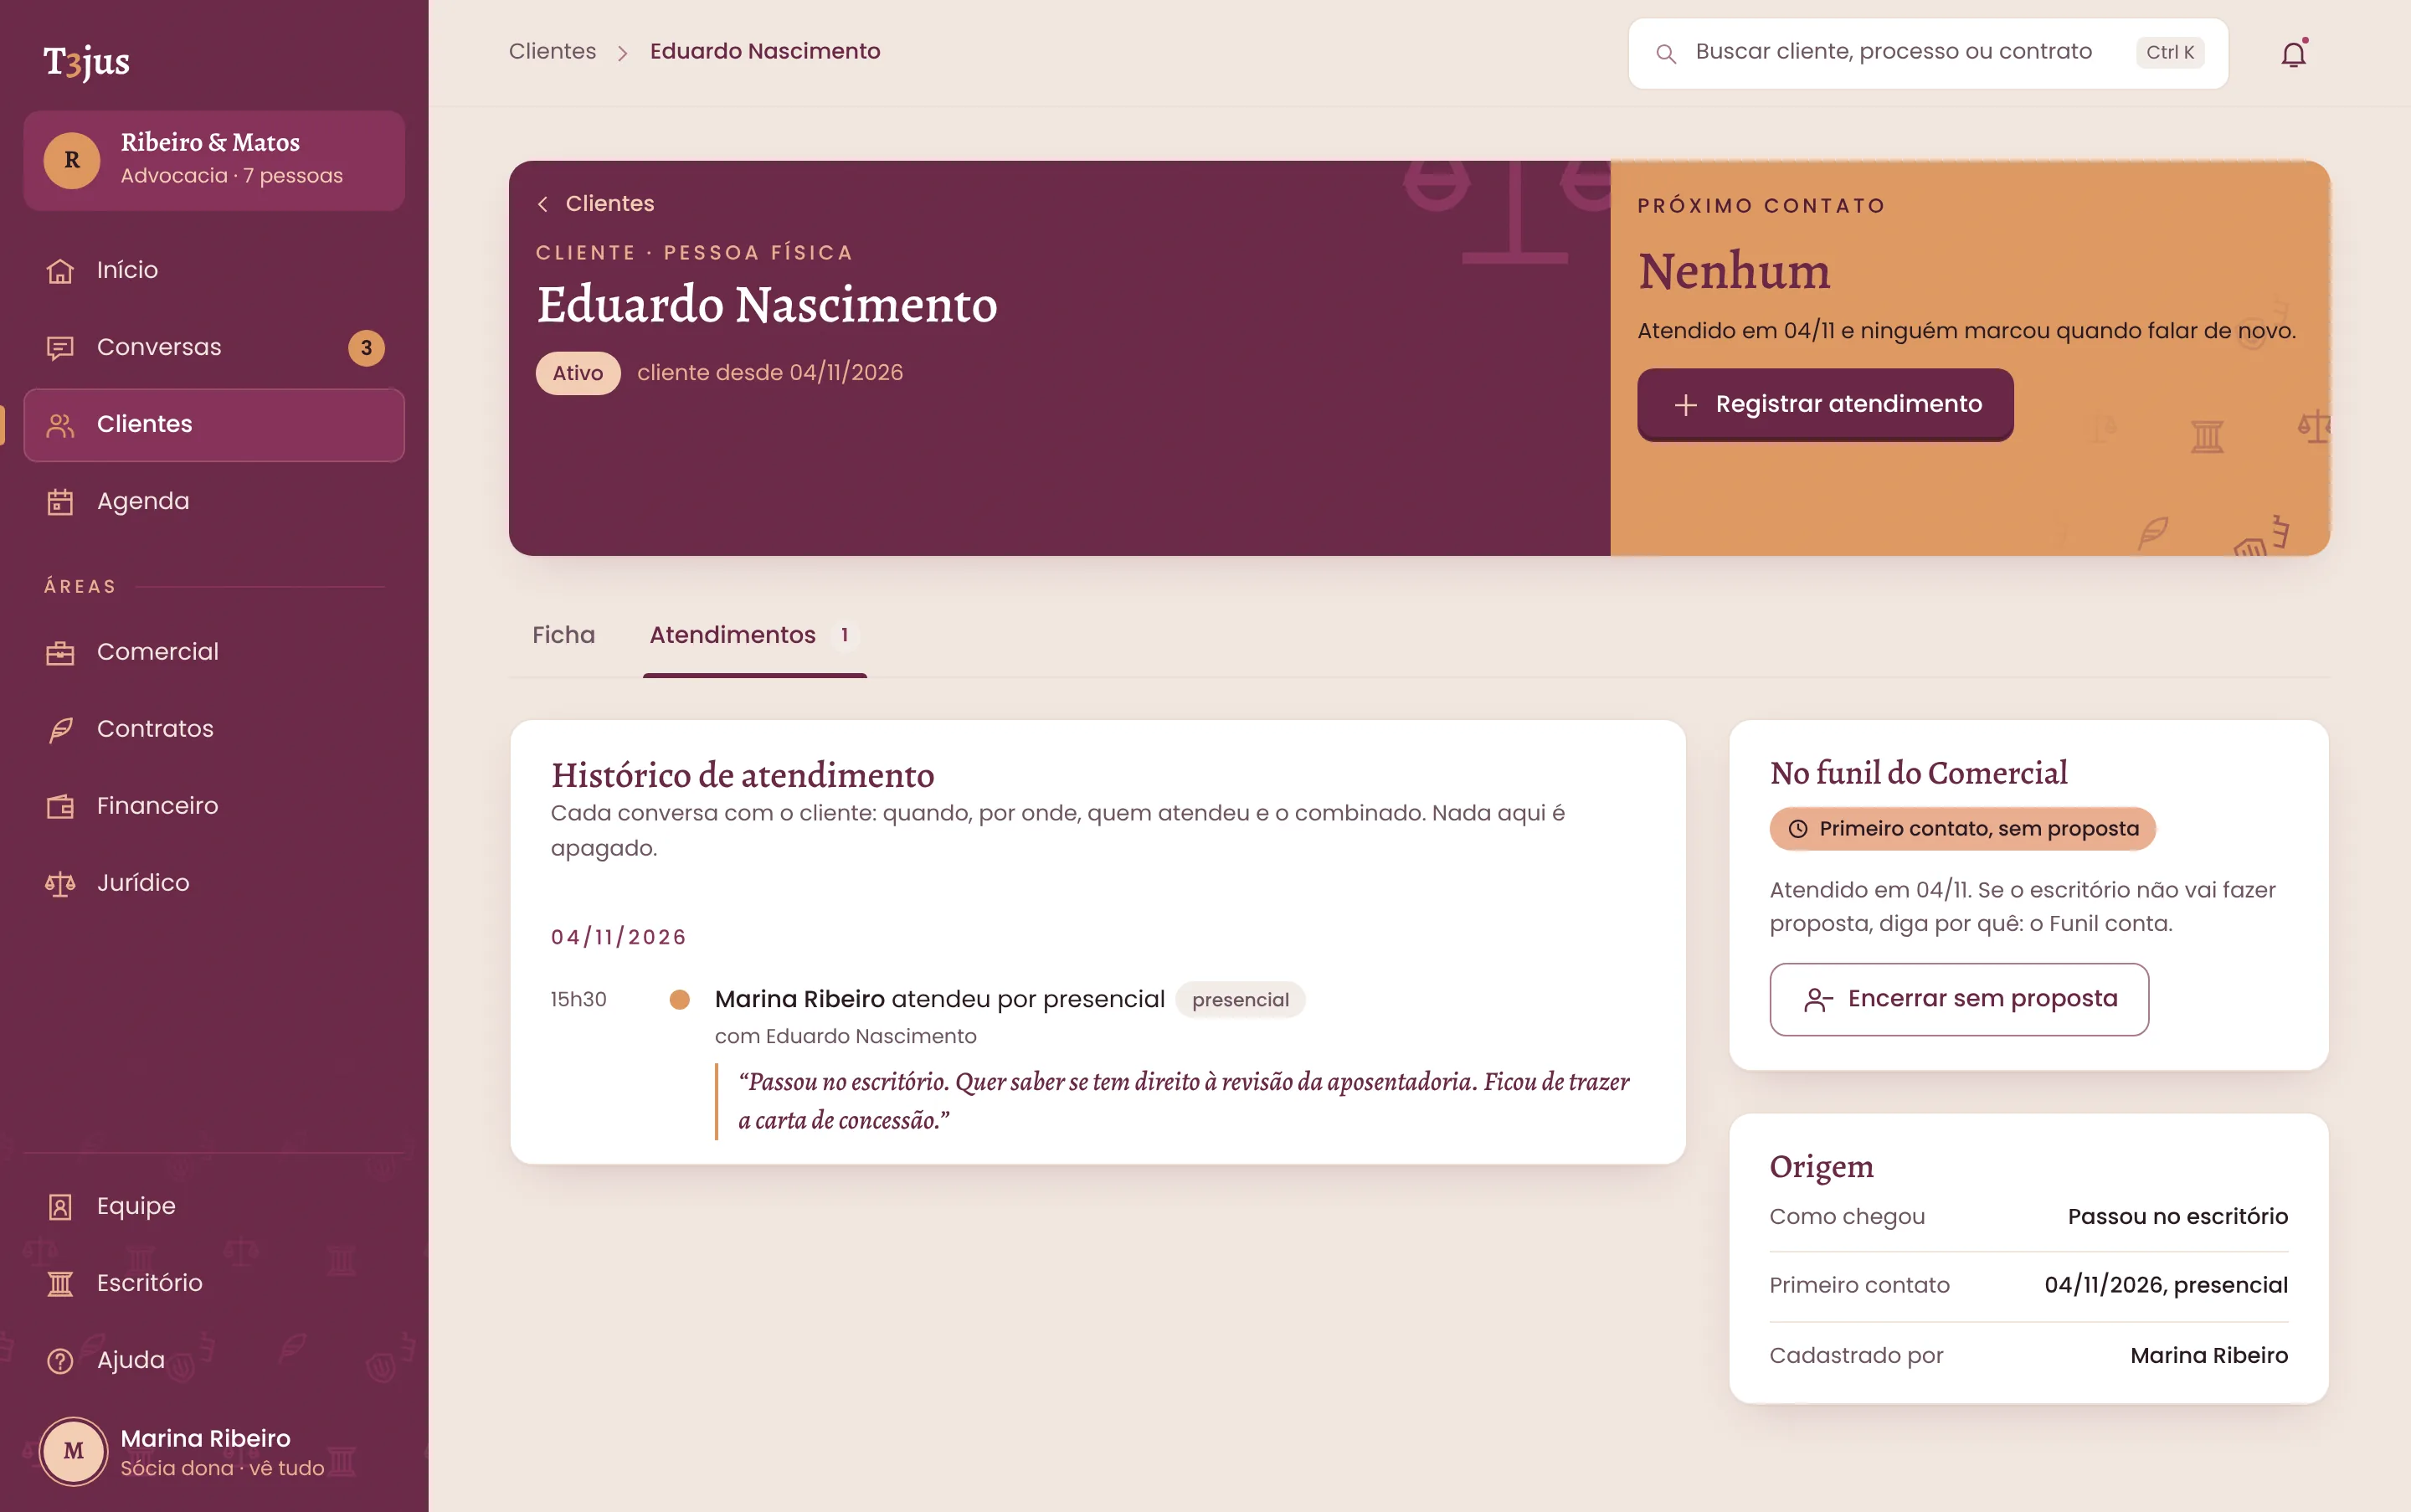 T3jus
R
Ribeiro & Matos
Advocacia · 7 pessoas
Início
Conversas
3
Clientes
Agenda
ÁREAS
Comercial
Contratos
Financeiro
Jurídico
Equipe
Escritório
Ajuda
M
Marina Ribeiro
Sócia dona · vê tudo
Clientes
Eduardo Nascimento
Buscar cliente, processo ou contrato
Ctrl K
Clientes
CLIENTE · PESSOA FÍSICA
Eduardo Nascimento
Ativo
cliente desde 04/11/2026
PRÓXIMO CONTATO
Nenhum
Atendido em 04/11 e ninguém marcou quando falar de novo.
Registrar atendimento
Ficha
Atendimentos
1
Histórico de atendimento
Cada conversa com o cliente: quando, por onde, quem atendeu e o combinado. Nada aqui é
apagado.
04/11/2026
15h30
Marina Ribeiro atendeu por presencial
presencial
com Eduardo Nascimento
“Passou no escritório. Quer saber se tem direito à revisão da aposentadoria. Ficou de trazer
a carta de concessão.”
No funil do Comercial
Primeiro contato, sem proposta
Atendido em 04/11. Se o escritório não vai fazer
proposta, diga por quê: o Funil conta.
Encerrar sem proposta
Origem
Como chegou
Passou no escritório
Primeiro contato
04/11/2026, presencial
Cadastrado por
Marina Ribeiro